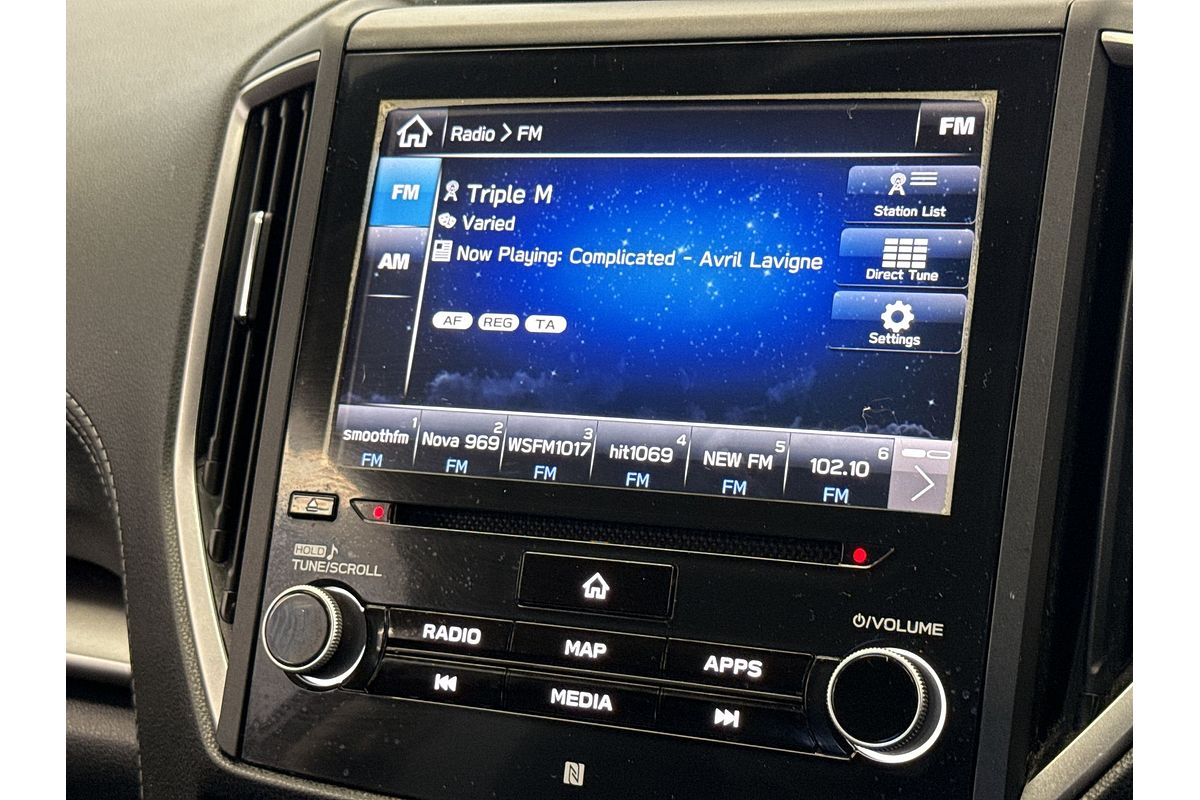 Radio > FM
FM
FM
Triple M
Station List
Varied
AM
Now Playing: Complicated - Avril Lavigne
Direct Tune
AF REG TA
Settings
1 2 3 4 5 6
smoothfm Nova 969 WSFM1017 hit1069 NEW FM 102.10
FM FM FM FM FM FM
HOLD
TUNE/SCROLL
/VOLUME
RADIO MAP APPS
MEDIA
N